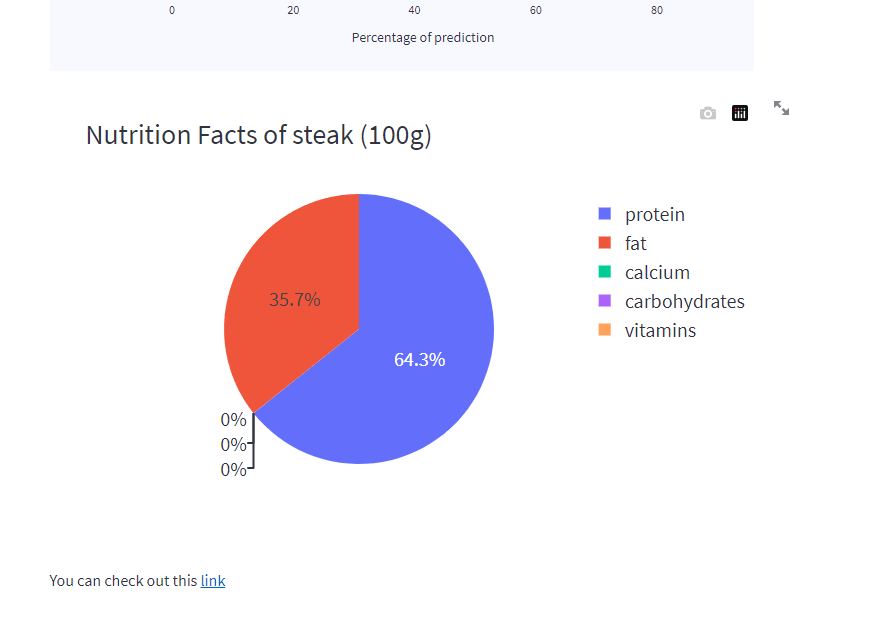 0 20 40 60 80
Percentage of prediction
Nutrition Facts of steak (100g)
protein
fat
calcium
carbohydrates
vitamins
35.7%
64.3%
0%
0%
0%
You can check out this link